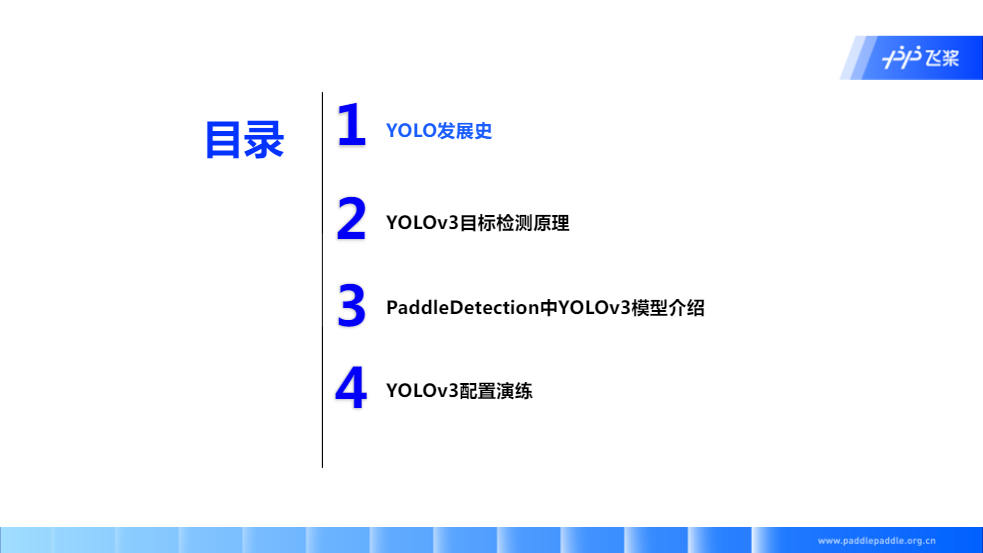 飞桨
目录
1 YOLO发展史
2 YOLOv3目标检测原理
3 PaddleDetection中YOLOv3模型介绍
4 YOLOv3配置演练
www.paddlepaddle.org.cn